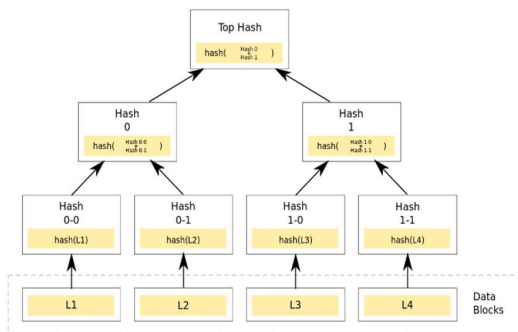 Top Hash
hash( Hash 0 + Hash 1 )
Hash
0
hash( Hash 0-0 + Hash 0-1 )
Hash
1
hash( Hash 1-0 + Hash 1-1 )
Hash
0-0
hash(L1)
Hash
0-1
hash(L2)
Hash
1-0
hash(L3)
Hash
1-1
hash(L4)
L1
L2
L3
L4
Data
Blocks